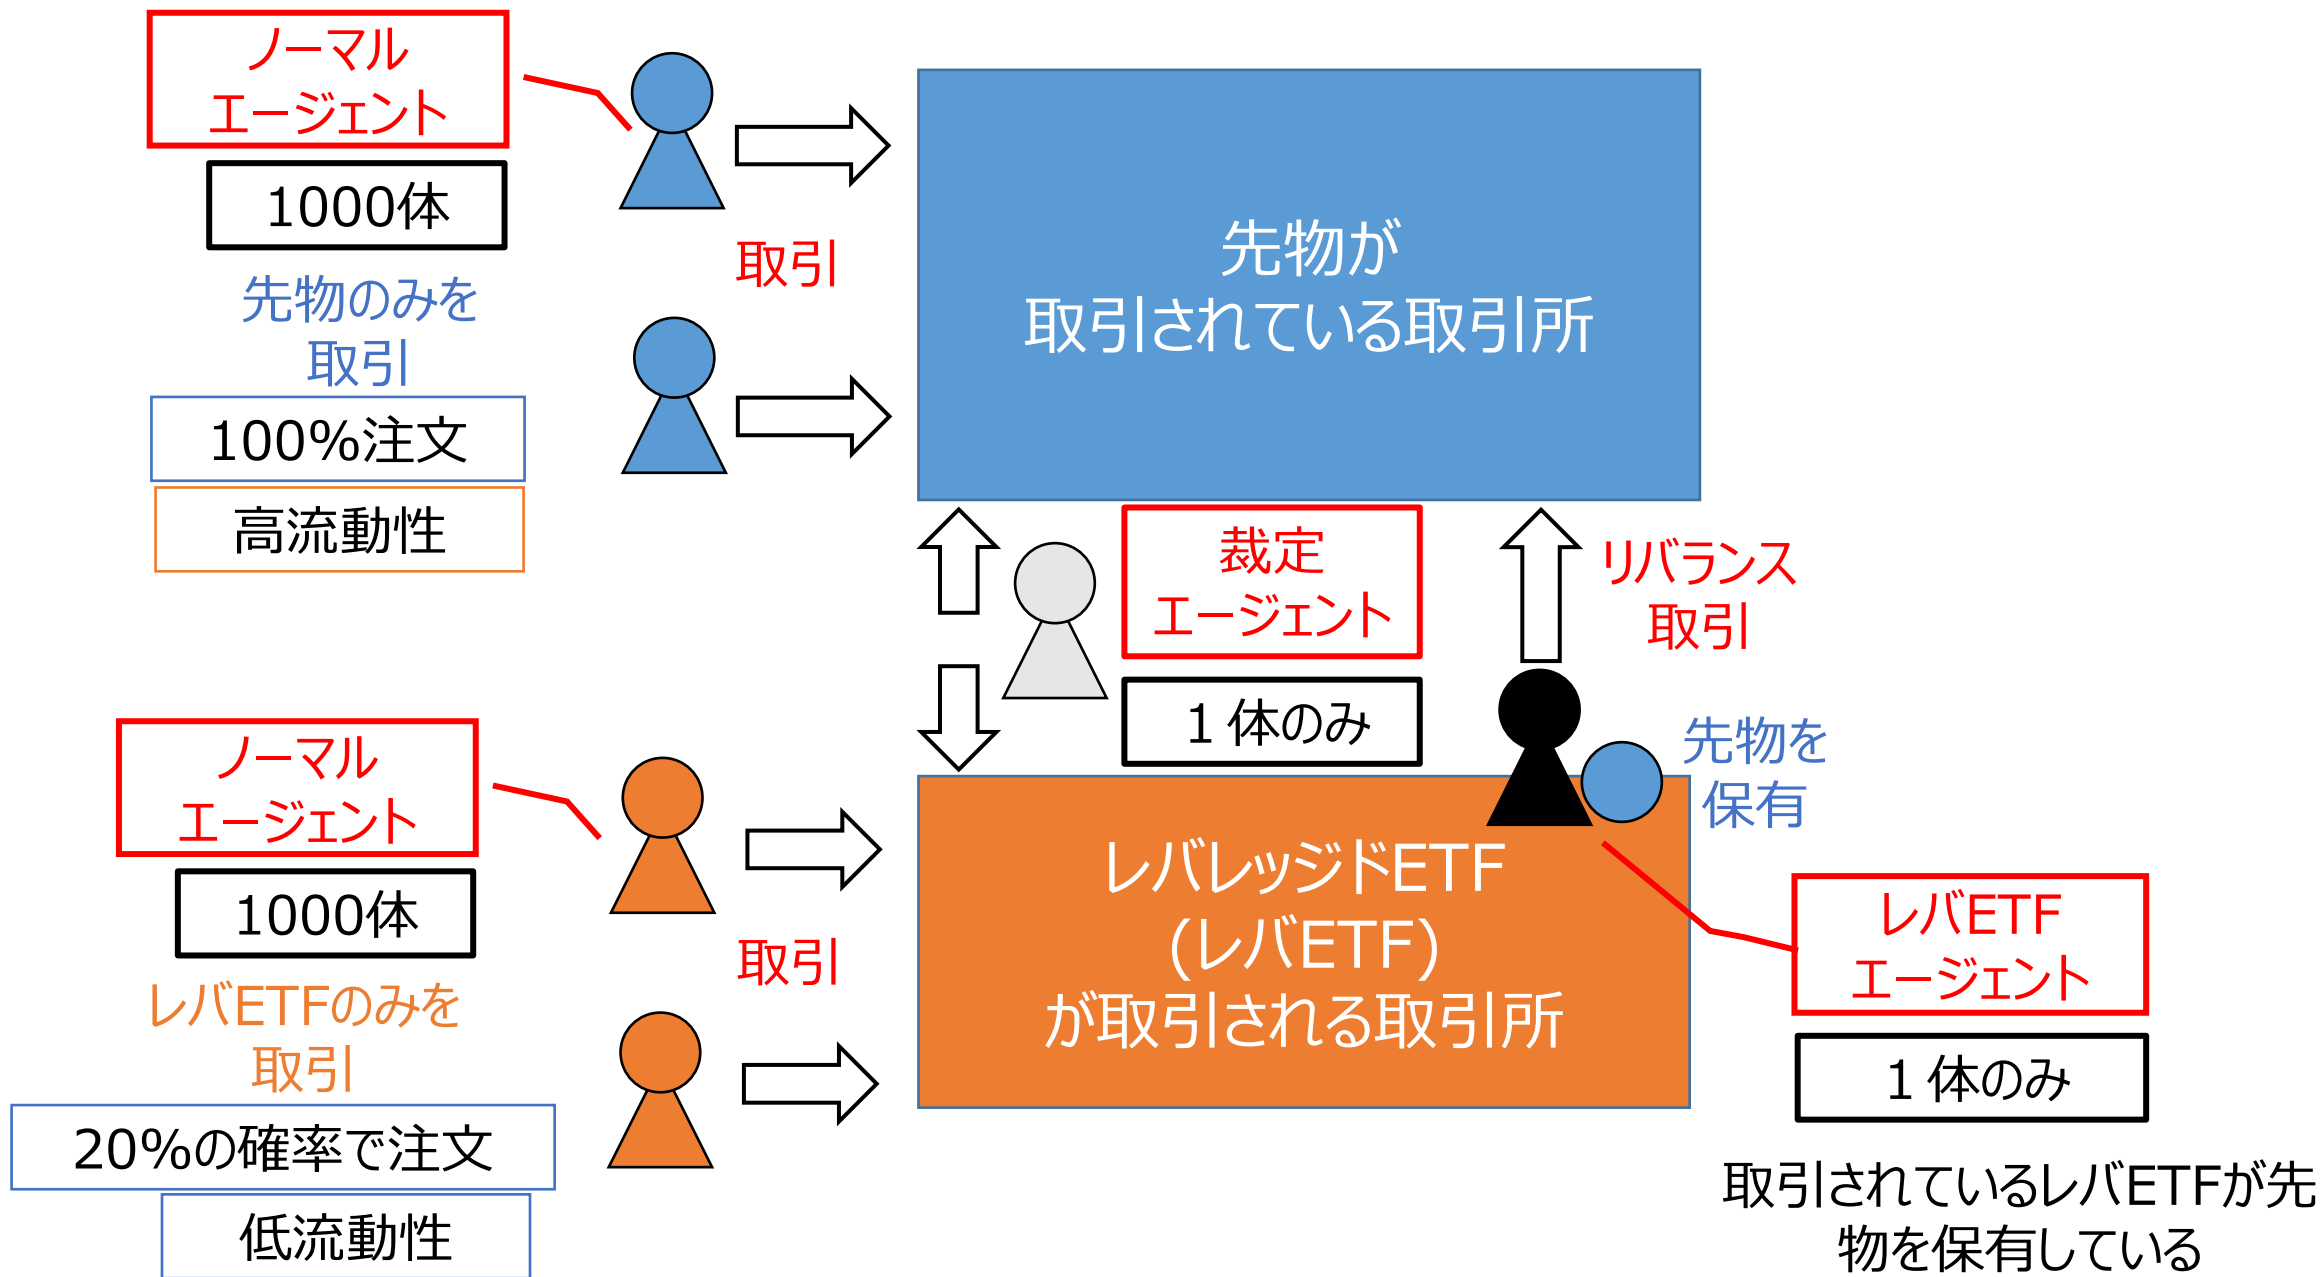 ノーマル
エージェント
1000体
先物のみを
取引
100%注文
高流動性
取引
先物が
取引されている取引所
裁定
エージェント
１体のみ
リバランス
取引
先物を
保有
ノーマル
エージェント
1000体
レバETFのみを
取引
20%の確率で注文
低流動性
取引
レバレッジドETF
(レバETF)
が取引される取引所
レバETF
エージェント
１体のみ
取引されているレバETFが先
物を保有している